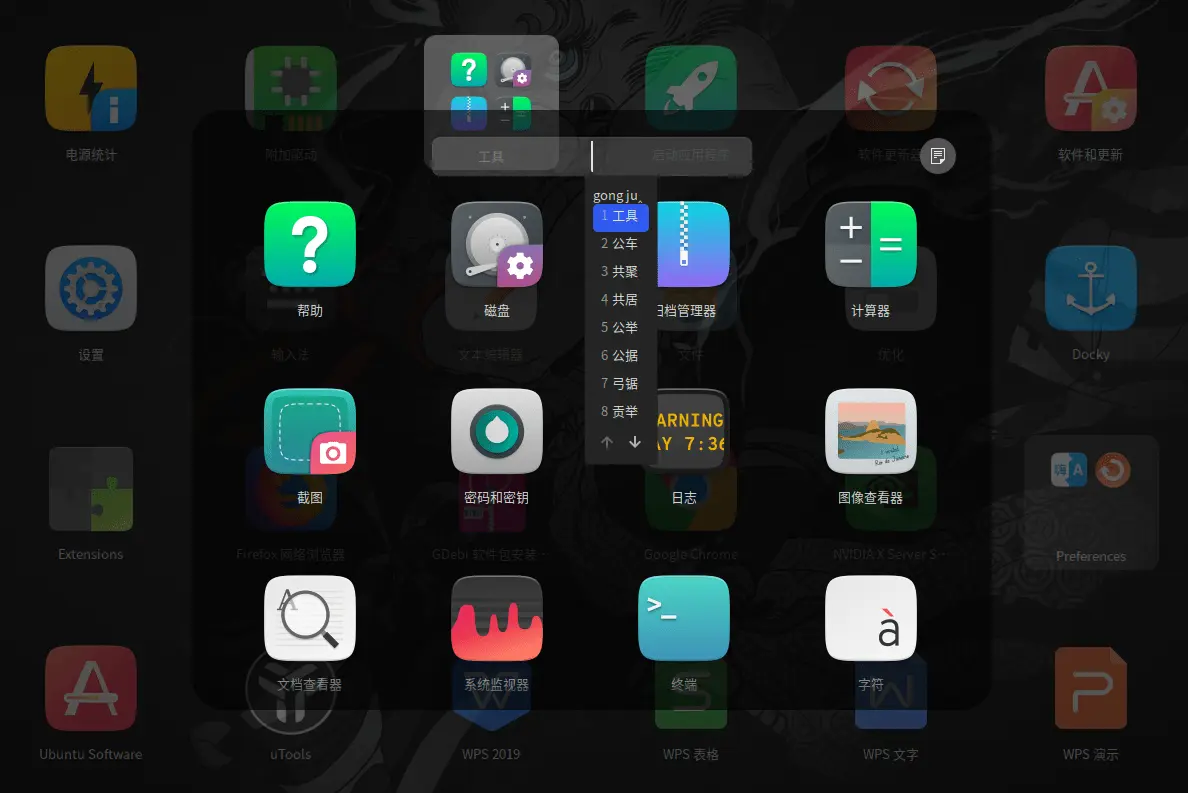 电源统计
附加驱动
工具
启动应用程序
软件更新器
软件和更新
gong ju
1 工具
2 公车
3 共聚
4 共居
5 公举
6 公据
7 弓锯
8 贡举
帮助
磁盘
归档管理器
计算器
设置
输入法
文本编辑器
文件
优化
Docky
ARNING
AY 7:36
截图
密码和密钥
日志
图像查看器
Extensions
Firefox 网络浏览器
GDebi 软件包安装…
Google Chrome
NVIDIA X Server S…
Preferences
文档查看器
系统监视器
终端
字符
Ubuntu Software
uTools
WPS 2019
WPS 表格
WPS 文字
WPS 演示